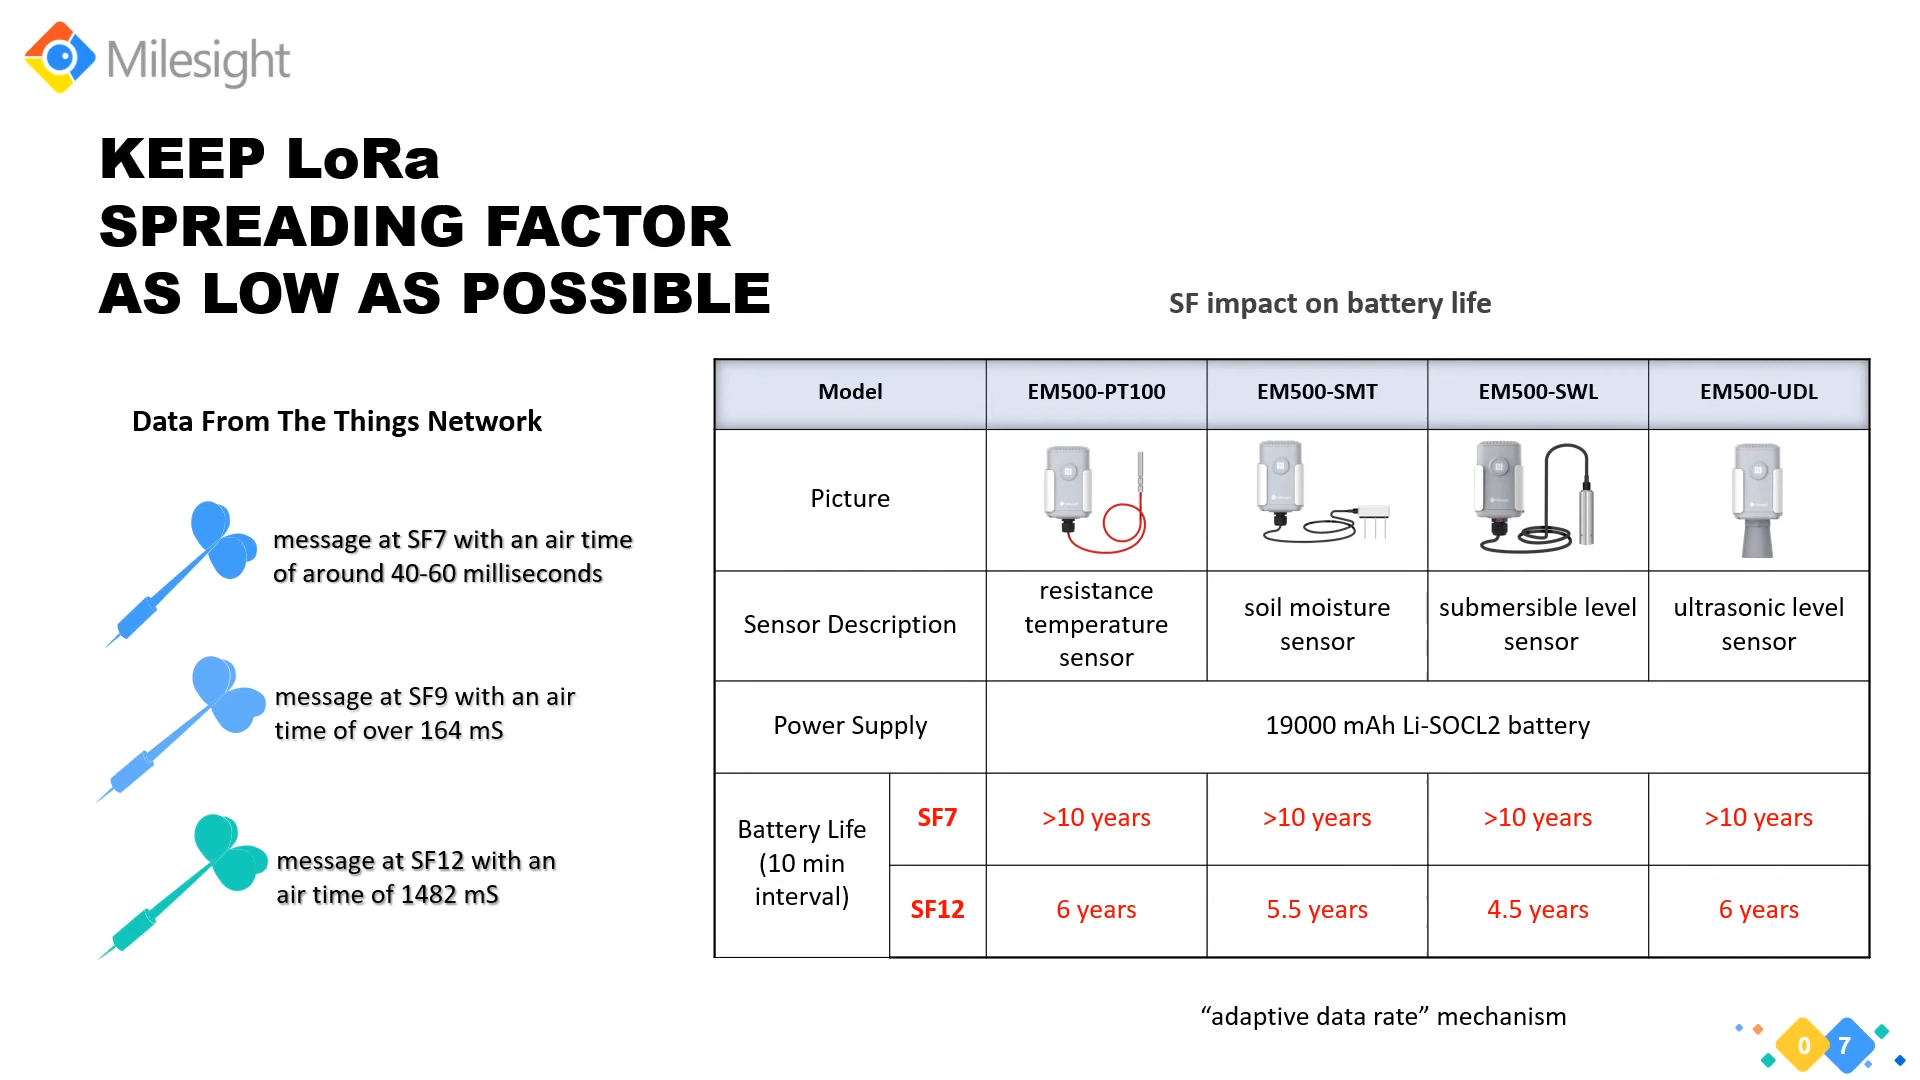 Milesight
KEEP LoRa
SPREADING FACTOR
AS LOW AS POSSIBLE
Data From The Things Network
message at SF7 with an air time
of around 40-60 milliseconds
message at SF9 with an air
time of over 164 mS
message at SF12 with an
air time of 1482 mS
SF impact on battery life
Model EM500-PT100 EM500-SMT EM500-SWL EM500-UDL
Picture
Sensor Description
resistance
temperature
sensor
soil moisture
sensor
submersible level
sensor
ultrasonic level
sensor
Power Supply 19000 mAh Li-SOCL2 battery
Battery Life
(10 min
interval)
SF7 >10 years >10 years >10 years >10 years
SF12 6 years 5.5 years 4.5 years 6 years
“adaptive data rate” mechanism
0 7